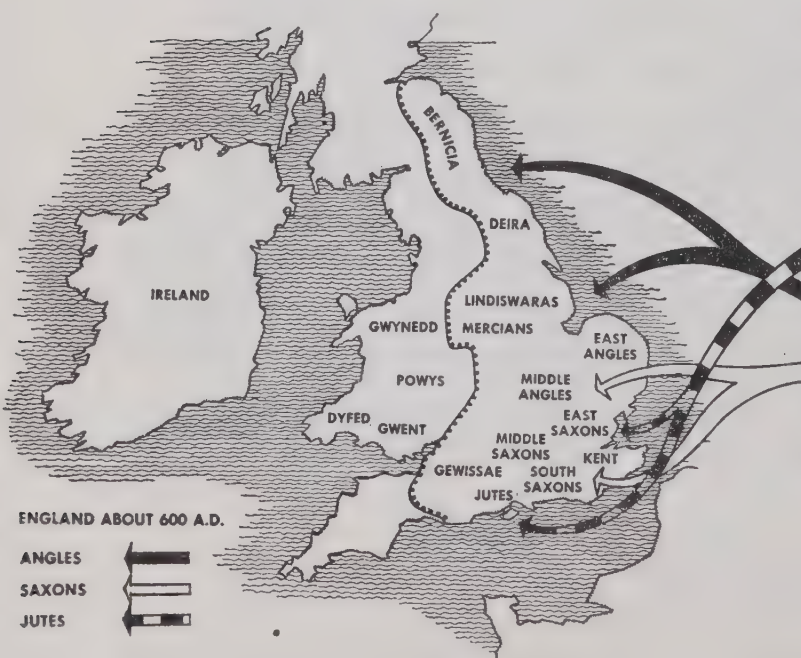 BERNICIA
DEIRA
IRELAND
LINDISWARAS
GWYNEDD
MERCIANS
EAST
ANGLES
POWYS
MIDDLE
ANGLES
DYFED
GWENT
EAST
SAXONS
MIDDLE
SAXONS
KENT
GEWISSAE
SOUTH
SAXONS
JUTES
ENGLAND ABOUT 600 A.D.
ANGLES
SAXONS
JUTES